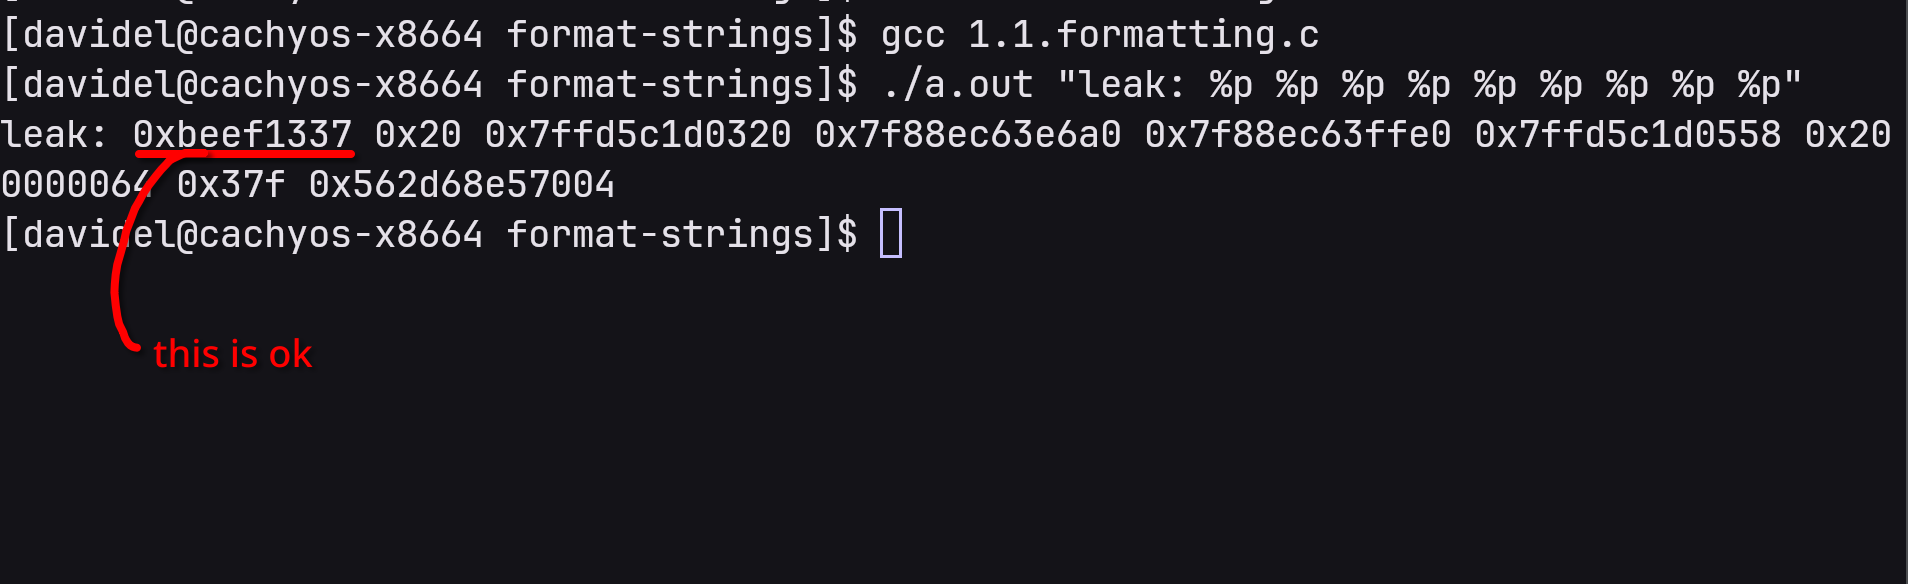 [davidel@cachyos-x8664 format-strings]$ gcc 1.1.formatting.c
[davidel@cachyos-x8664 format-strings]$ ./a.out "leak: %p %p %p %p %p %p %p %p %p"
leak: 0xbeef1337 0x20 0x7ffd5c1d0320 0x7f88ec63e6a0 0x7f88ec63ffe0 0x7ffd5c1d0558 0x20
0000064 0x37f 0x562d68e57004
[davidel@cachyos-x8664 format-strings]$
this is ok